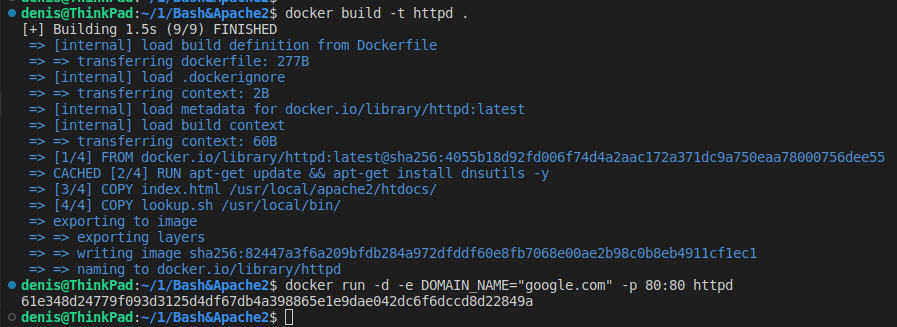 denis@ThinkPad:~/1/Bash&Apache2$ docker build -t httpd .
[+] Building 1.5s (9/9) FINISHED
=> [internal] load build definition from Dockerfile
=> => transferring dockerfile: 277B
=> [internal] load .dockerignore
=> => transferring context: 2B
=> [internal] load metadata for docker.io/library/httpd:latest
=> [internal] load build context
=> => transferring context: 60B
=> [1/4] FROM docker.io/library/httpd:latest@sha256:4055b18d92fd006f74d4a2aac172a371dc9a750eaa78000756dee55
=> CACHED [2/4] RUN apt-get update && apt-get install dnsutils -y
=> [3/4] COPY index.html /usr/local/apache2/htdocs/
=> [4/4] COPY lookup.sh /usr/local/bin/
=> exporting to image
=> => exporting layers
=> => writing image sha256:82447a3f6a209bfdb284a972dfddf60e8fb7068e00ae2b98c0b8eb4911cf1ec1
=> => naming to docker.io/library/httpd
denis@ThinkPad:~/1/Bash&Apache2$ docker run -d -e DOMAIN_NAME="google.com" -p 80:80 httpd
61e348d24779f093d3125d4df67db4a398865e1e9dae042dc6f6dccd8d22849a
denis@ThinkPad:~/1/Bash&Apache2$